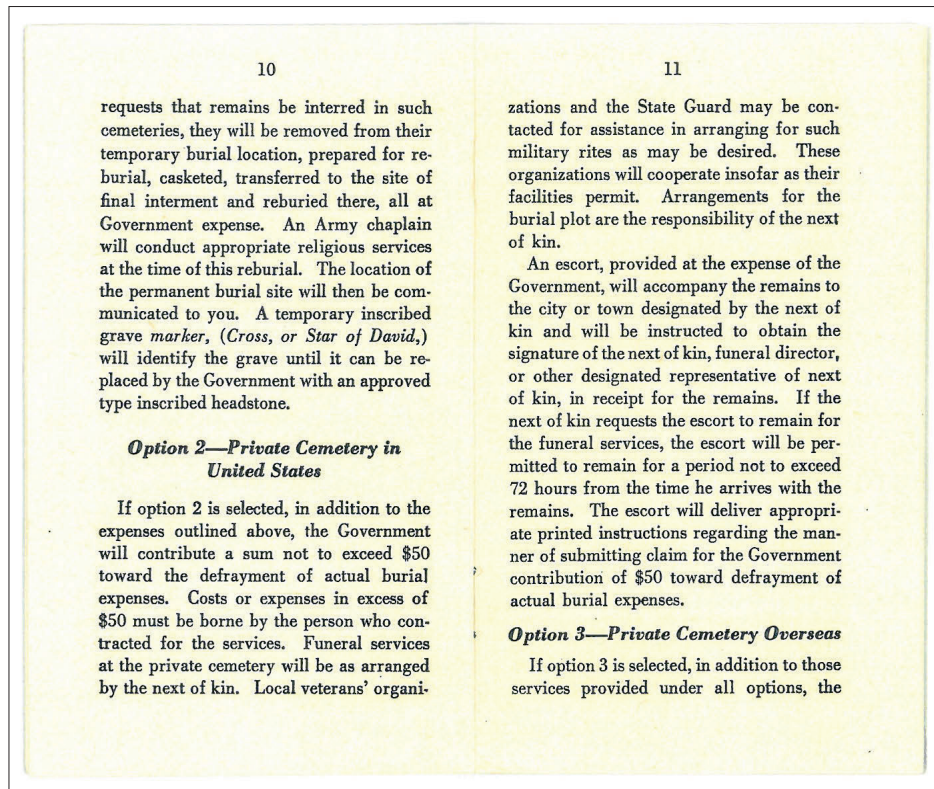 10
requests that remains be interred in such
cemeteries, they will be removed from their
temporary burial location, prepared for re-
burial, casketed, transferred to the site of
final interment and reburied there, all at
Government expense. An Army chaplain
will conduct appropriate religious services
at the time of this reburial. The location of
the permanent burial site will then be com-
municated to you. A temporary inscribed
grave marker, (Cross, or Star of David,)
will identify the grave until it can be re-
placed by the Government with an approved
type inscribed headstone.
Option 2—Private Cemetery in
United States
If option 2 is selected, in addition to the
expenses outlined above, the Government
will contribute a sum not to exceed $50
toward the defrayment of actual burial
expenses. Costs or expenses in excess of
$50 must be borne by the person who con-
tracted for the services. Funeral services
at the private cemetery will be as arranged
by the next of kin. Local veterans' organi-
11
zations and the State Guard may be con-
tacted for assistance in arranging for such
military rites as may be desired. These
organizations will cooperate insofar as their
facilities permit. Arrangements for the
burial plot are the responsibility of the next
of kin.
An escort, provided at the expense of the
Government, will accompany the remains to
the city or town designated by the next of
kin and will be instructed to obtain the
signature of the next of kin, funeral director,
or other designated representative of next
of kin, in receipt for the remains. If the
next of kin requests the escort to remain for
the funeral services, the escort will be per-
mitted to remain for a period not to exceed
72 hours from the time he arrives with the
remains. The escort will deliver appropri-
ate printed instructions regarding the man-
ner of submitting claim for the Government
contribution of $50 toward defrayment of
actual burial expenses.
Option 3—Private Cemetery Overseas
If option 3 is selected, in addition to those
services provided under all options, the